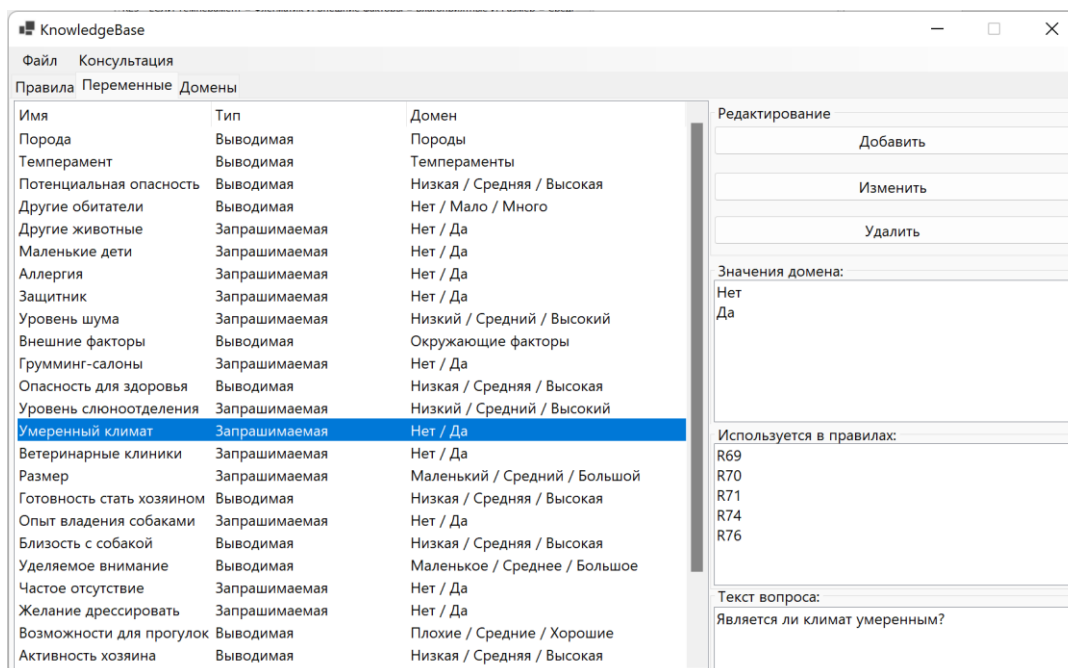 KnowledgeBase
Файл Консультация
Правила Переменные Домены
Имя Тип Домен
Порода Выводимая Породы
Темперамент Выводимая Темпераменты
Потенциальная опасность Выводимая Низкая / Средняя / Высокая
Другие обитатели Выводимая Нет / Мало / Много
Другие животные Запрашимаемая Нет / Да
Маленькие дети Запрашимаемая Нет / Да
Аллергия Запрашимаемая Нет / Да
Защитник Запрашимаемая Нет / Да
Уровень шума Запрашимаемая Низкий / Средний / Высокий
Внешние факторы Выводимая Окружающие факторы
Грумминг-салоны Запрашимаемая Нет / Да
Опасность для здоровья Выводимая Низкая / Средняя / Высокая
Уровень слюноотделения Запрашимаемая Низкий / Средний / Высокий
Умеренный климат Запрашимаемая Нет / Да
Ветеринарные клиники Запрашимаемая Нет / Да
Размер Запрашимаемая Маленький / Средний / Большой
Готовность стать хозяином Выводимая Низкая / Средняя / Высокая
Опыт владения собаками Запрашимаемая Нет / Да
Близость с собакой Выводимая Низкая / Средняя / Высокая
Уделяемое внимание Выводимая Маленькое / Среднее / Большое
Частое отсутствие Запрашимаемая Нет / Да
Желание дрессировать Запрашимаемая Нет / Да
Возможности для прогулок Выводимая Плохие / Средние / Хорошие
Активность хозяина Выводимая Низкая / Средняя / Высокая
Редактирование
Добавить
Изменить
Удалить
Значения домена:
Нет
Да
Используется в правилах:
R69
R70
R71
R74
R76
Текст вопроса:
Является ли климат умеренным?